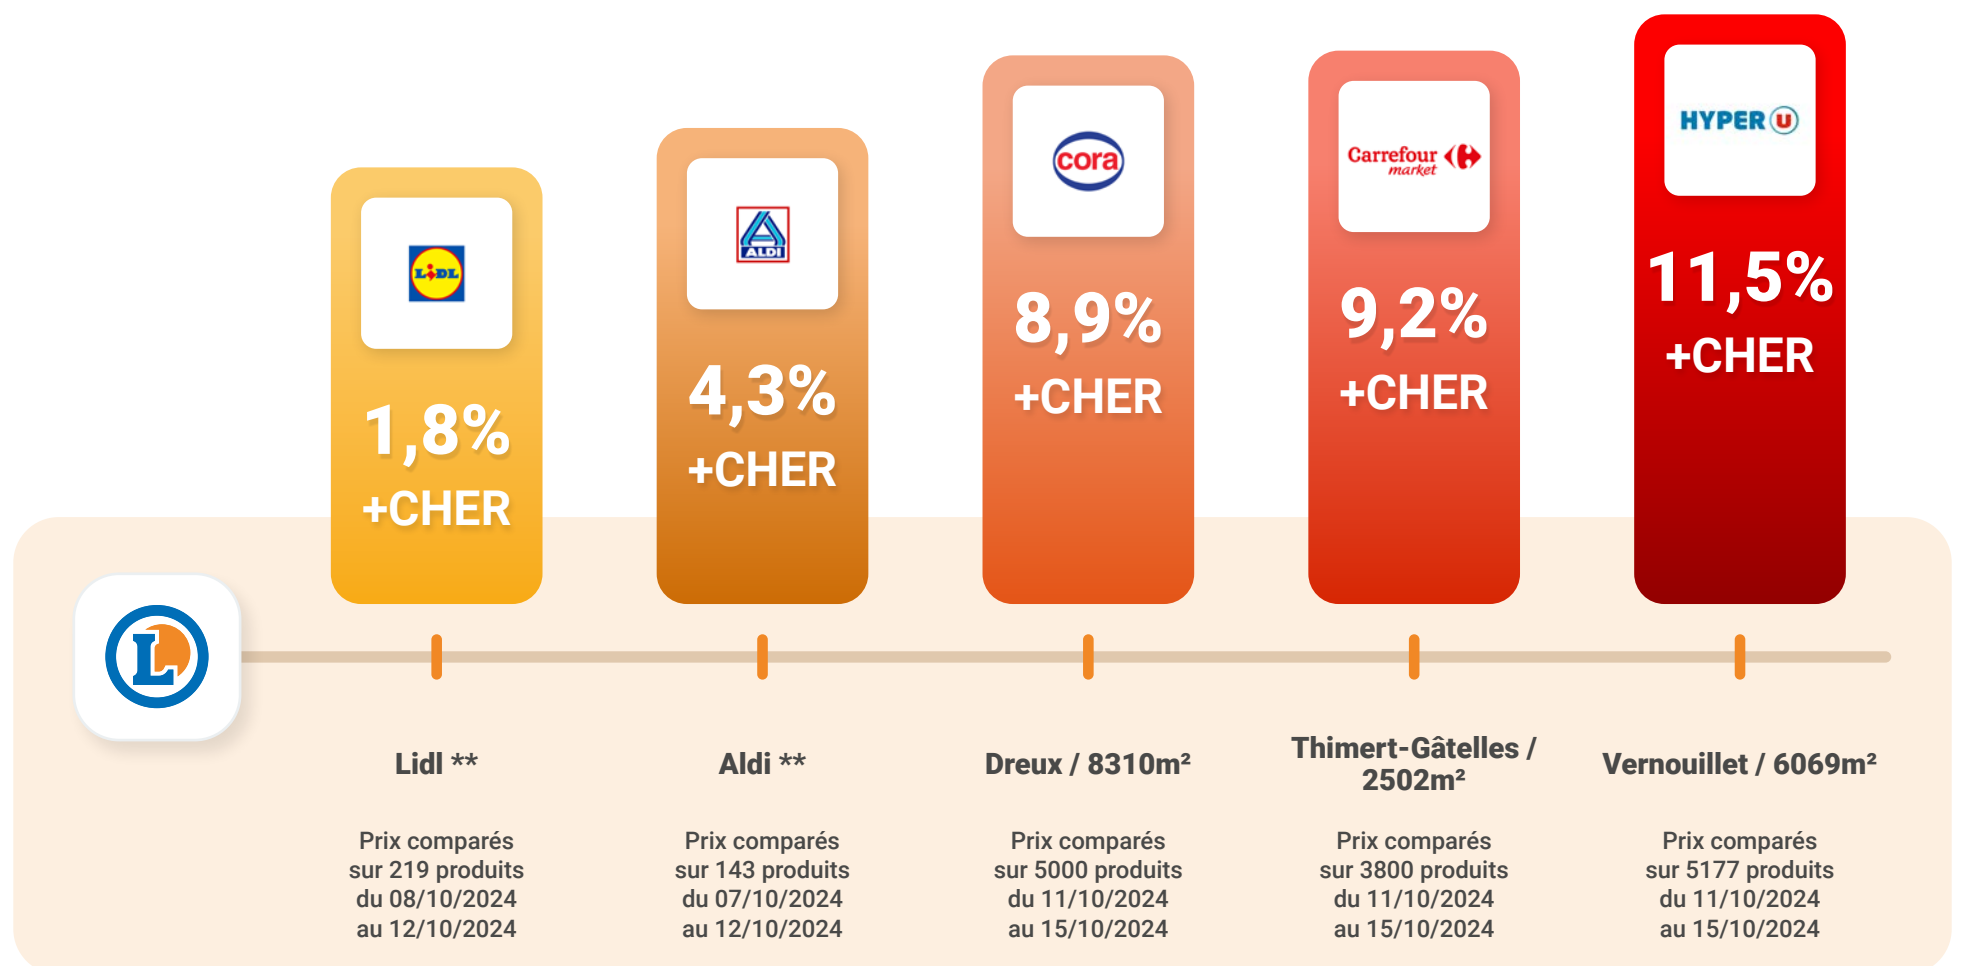 LIDL
1,8%
+CHER
ALDI
4,3%
+CHER
cora
8,9%
+CHER
Carrefour
market
9,2%
+CHER
HYPER U
11,5%
+CHER
L
Lidl **
Prix comparés
sur 219 produits
du 08/10/2024
au 12/10/2024
Aldi **
Prix comparés
sur 143 produits
du 07/10/2024
au 12/10/2024
Dreux / 8310m²
Prix comparés
sur 5000 produits
du 11/10/2024
au 15/10/2024
Thimert-Gâtelles /
2502m²
Prix comparés
sur 3800 produits
du 11/10/2024
au 15/10/2024
Vernouillet / 6069m²
Prix comparés
sur 5177 produits
du 11/10/2024
au 15/10/2024